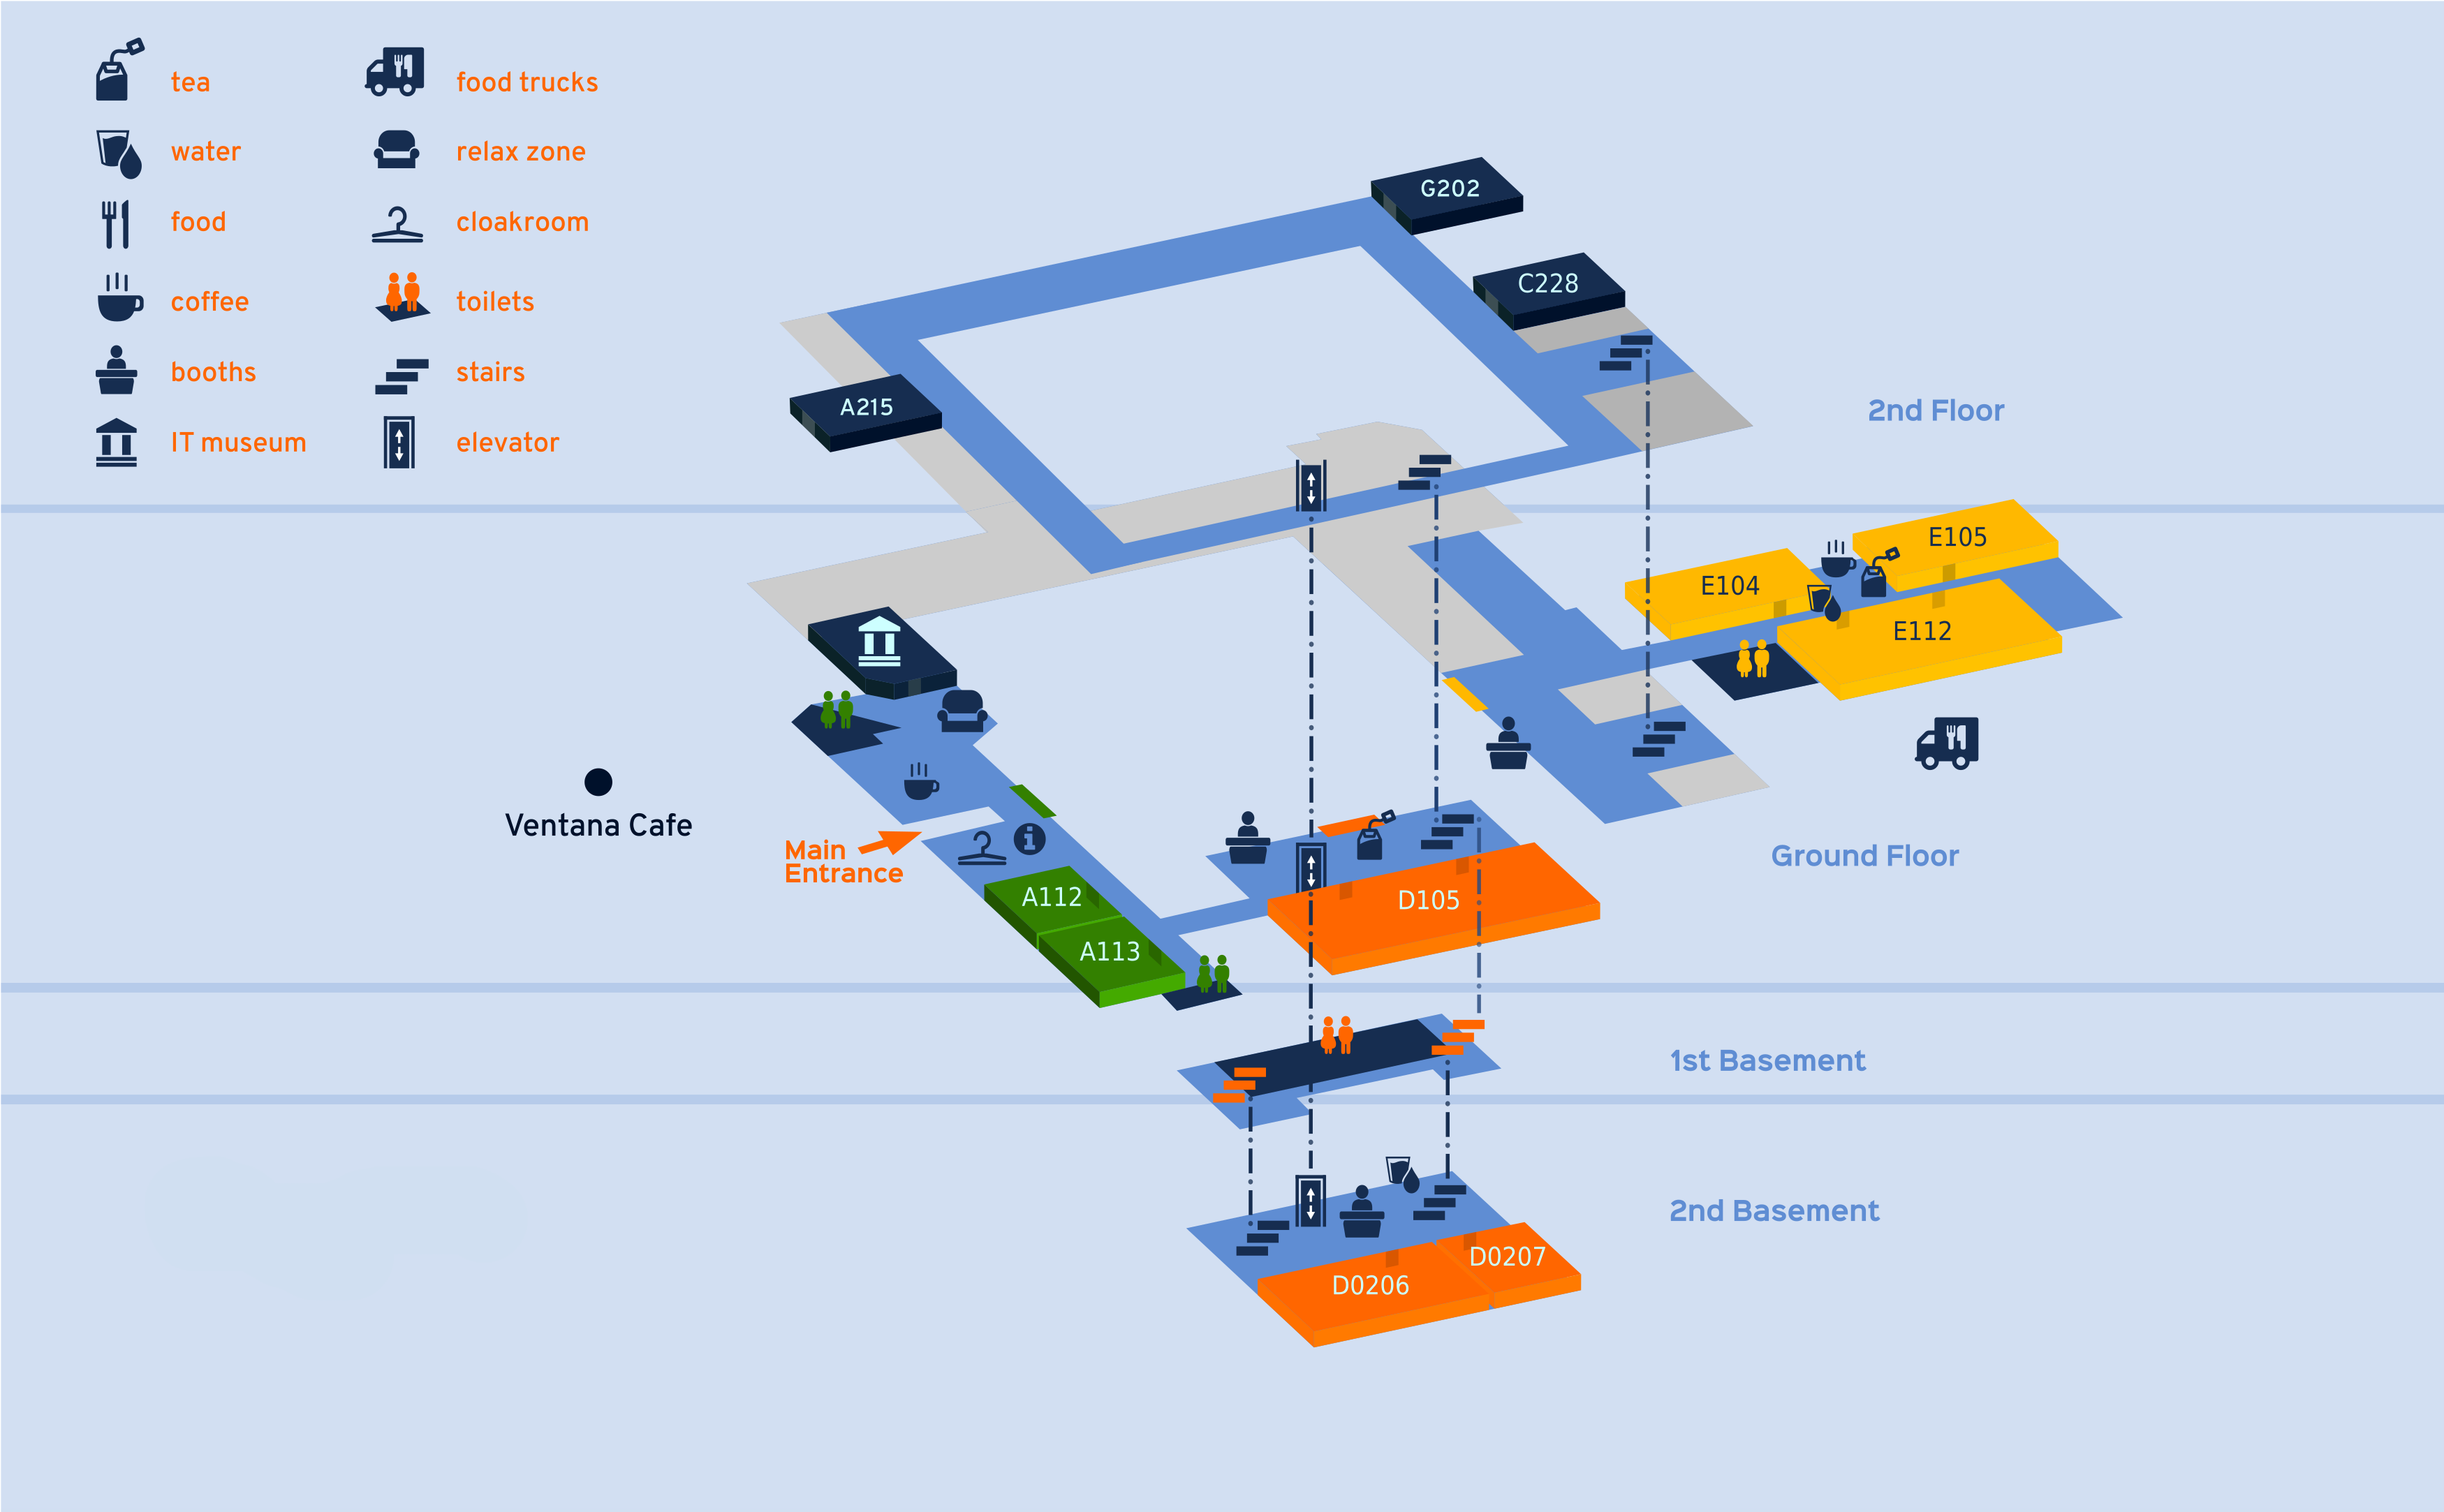 tea
food trucks
water
relax zone
food
cloakroom
coffee
toilets
booths
stairs
IT museum
elevator
G202
C228
A215
2nd Floor
E105
E104
E112
Ventana Cafe
Main
Entrance
i
A112
A113
D105
Ground Floor
1st Basement
2nd Basement
D0207
D0206